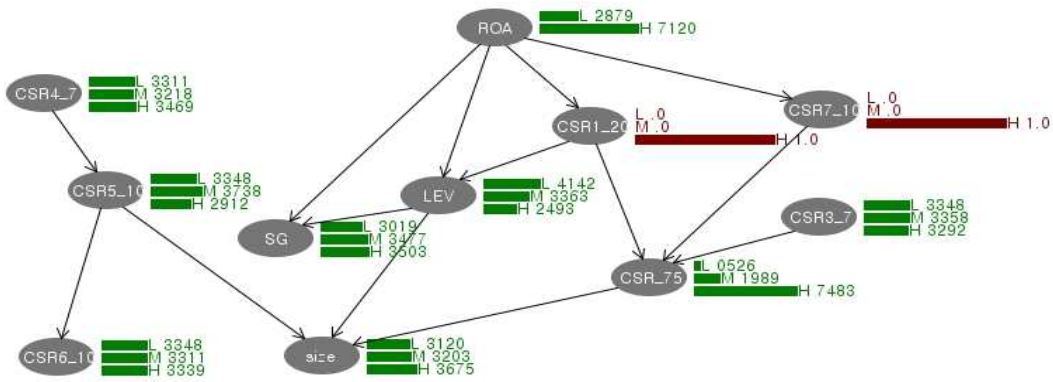 ROA
L 2879
H 7120
CSR4_7
L 3311
M 3218
H 3469
CSR1_20
L .0
M .0
H 1.0
CSR7_10
L .0
M .0
H 1.0
CSR5_10
L 3348
M 3738
H 2912
LEV
L 4142
M 3363
H 2493
CSR3_7
L 3348
M 3358
H 3292
SG
L 3019
M 3477
H 3503
CSR_75
L 0526
M 1989
H 7483
CSR6_10
L 3348
M 3311
H 3339
size
L 3120
M 3203
H 3675